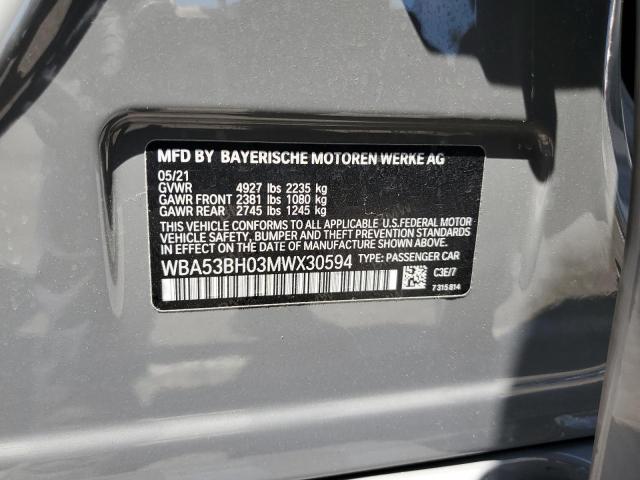 MFD BY BAYERISCHE MOTOREN WERKE AG
05/21
GVWR 4927 lbs 2235 kg
GAWR FRONT 2381 lbs 1080 kg
GAWR REAR 2745 lbs 1245 kg
THIS VEHICLE CONFORMS TO ALL APPLICABLE U.S.FEDERAL MOTOR
VEHICLE SAFETY, BUMPER, AND THEFT PREVENTION STANDARDS
IN EFFECT ON THE DATE OF MANUFACTURE SHOWN ABOVE.
WBA53BH03MWX30594 TYPE: PASSENGER CAR
C3E/7
7315814